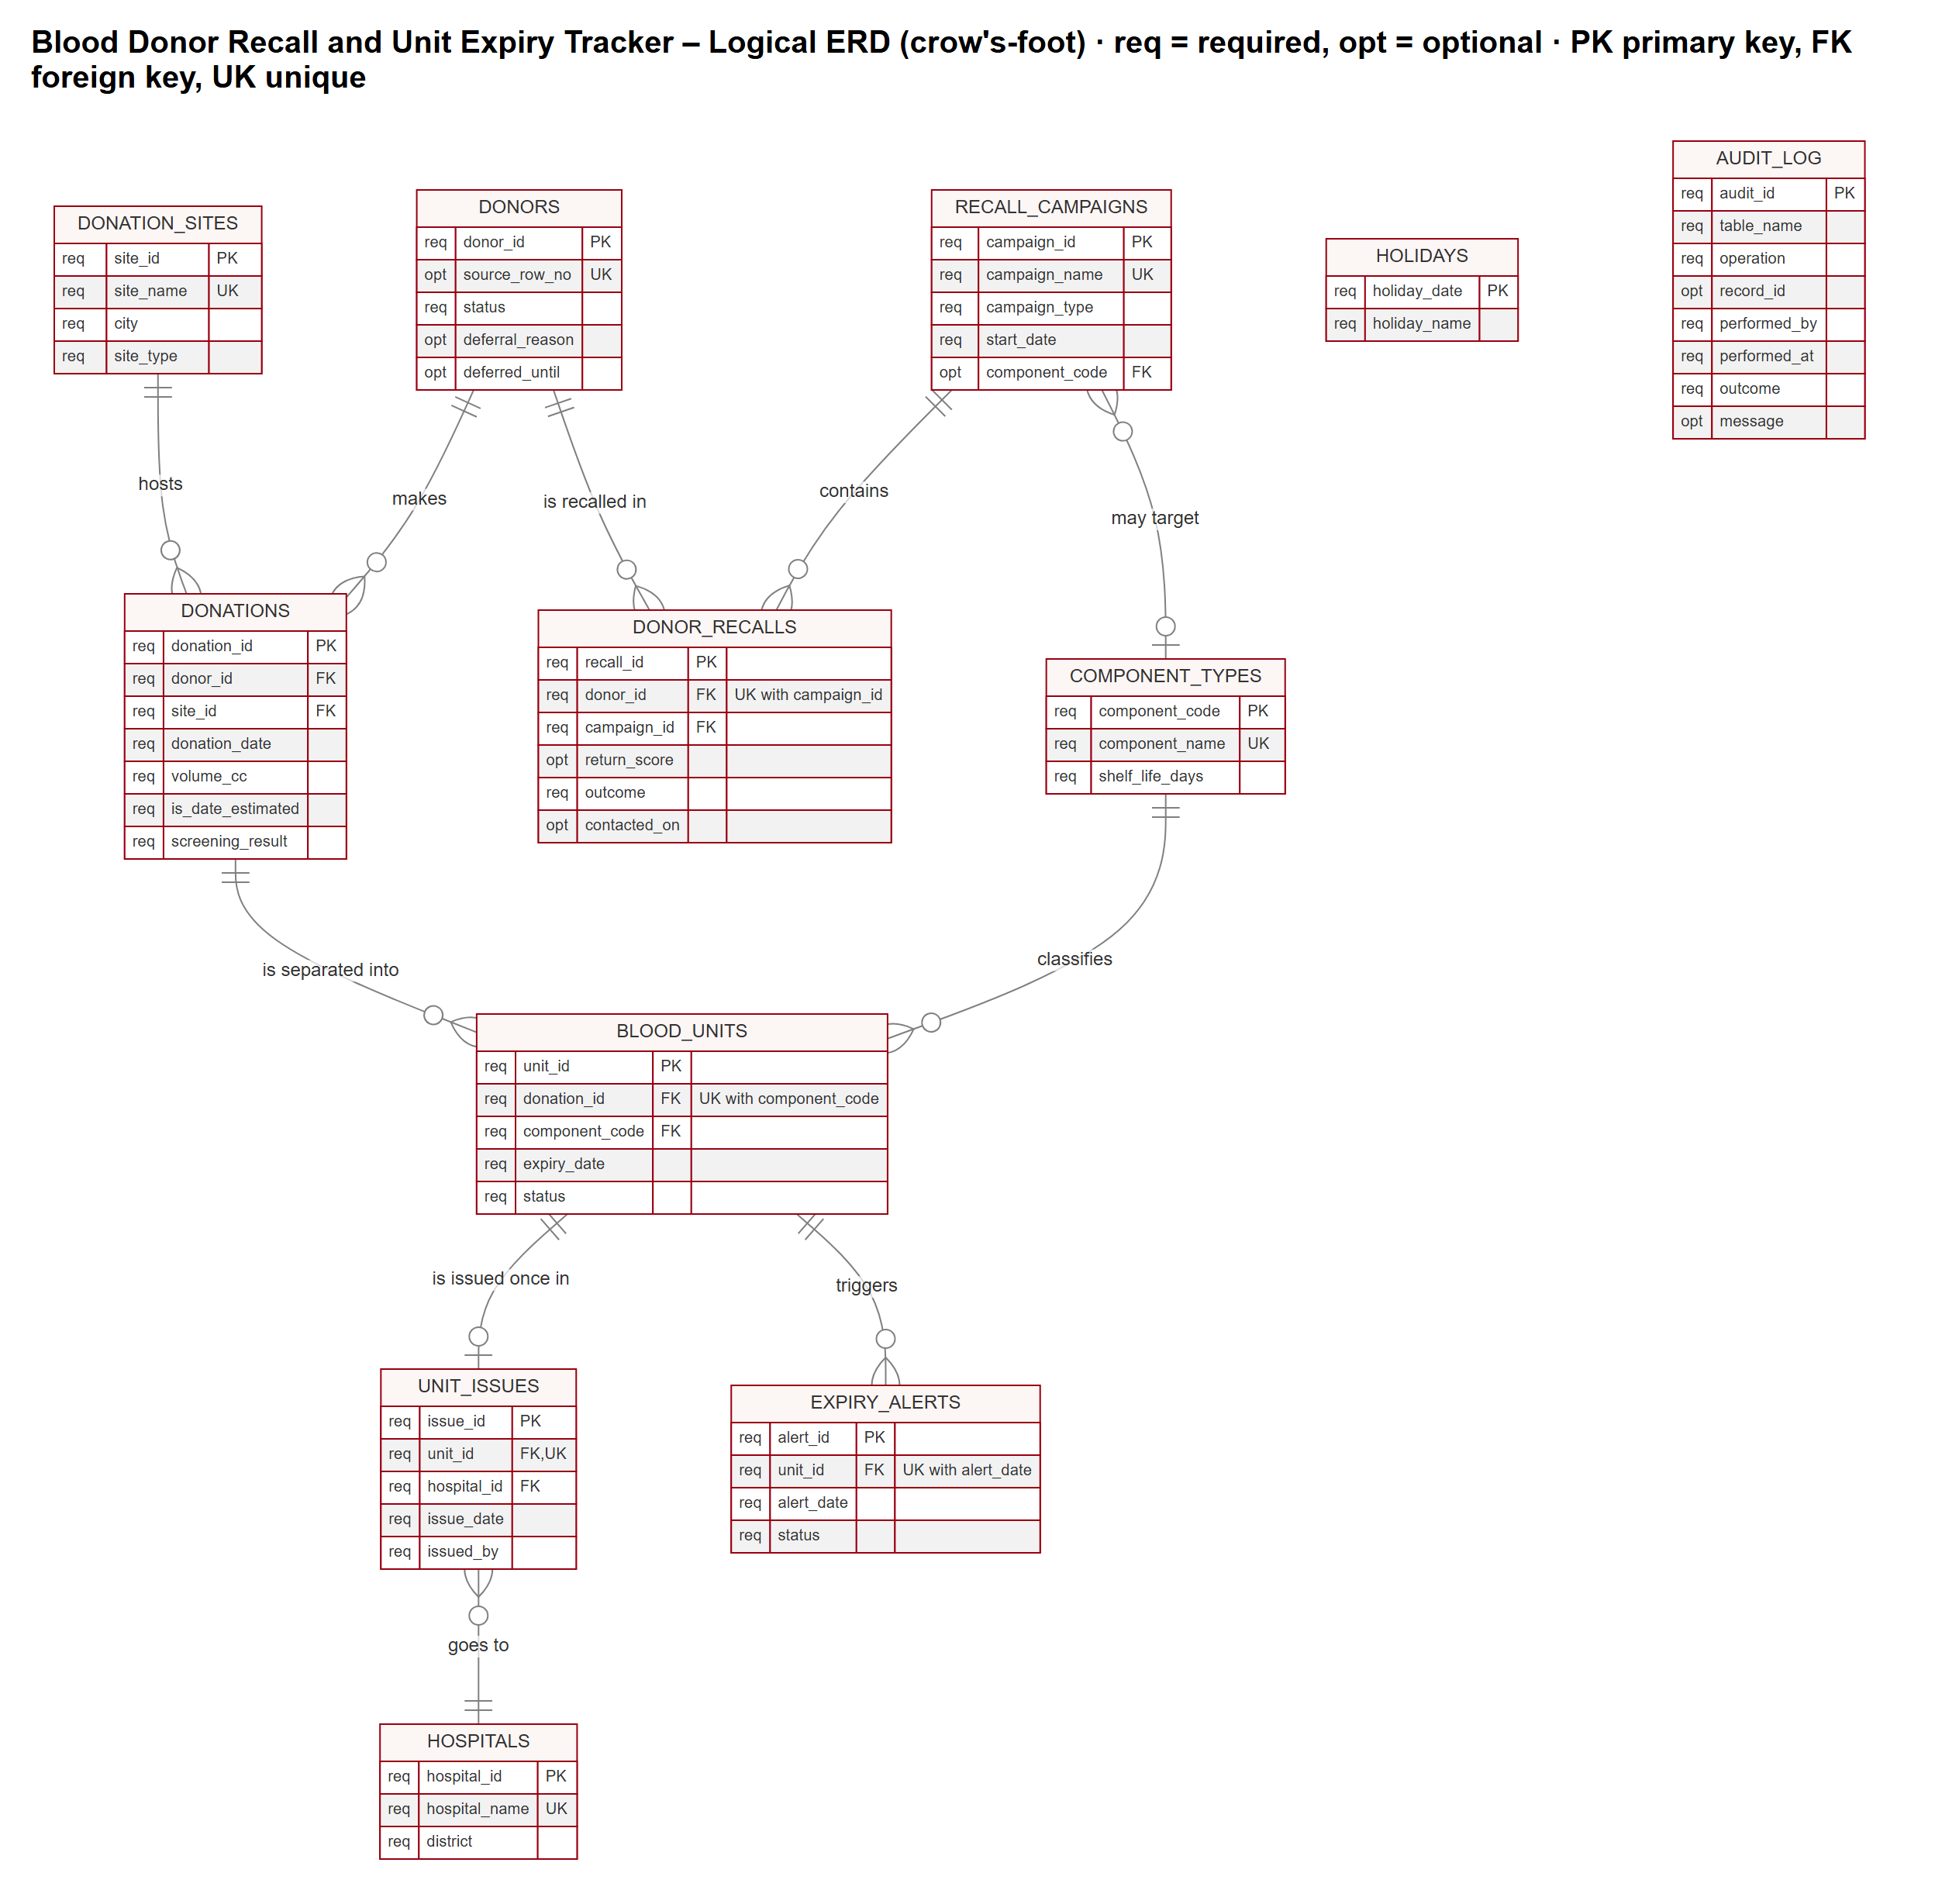 Blood Donor Recall and Unit Expiry Tracker – Logical ERD (crow's-foot) · req = required, opt = optional · PK primary key, FK
foreign key, UK unique
DONATION_SITES
req site_id PK
req site_name UK
req city
req site_type
DONORS
req donor_id PK
opt source_row_no UK
req status
opt deferral_reason
opt deferred_until
RECALL_CAMPAIGNS
req campaign_id PK
req campaign_name UK
req campaign_type
req start_date
opt component_code FK
HOLIDAYS
req holiday_date PK
req holiday_name
AUDIT_LOG
req audit_id PK
req table_name
req operation
opt record_id
req performed_by
req performed_at
req outcome
opt message
hosts
makes
is recalled in
contains
may target
DONATIONS
req donation_id PK
req donor_id FK
req site_id FK
req donation_date
req volume_cc
req is_date_estimated
req screening_result
DONOR_RECALLS
req recall_id PK
req donor_id FK UK with campaign_id
req campaign_id FK
opt return_score
req outcome
opt contacted_on
COMPONENT_TYPES
req component_code PK
req component_name UK
req shelf_life_days
is separated into
classifies
BLOOD_UNITS
req unit_id PK
req donation_id FK UK with component_code
req component_code FK
req expiry_date
req status
is issued once in
triggers
UNIT_ISSUES
req issue_id PK
req unit_id FK,UK
req hospital_id FK
req issue_date
req issued_by
EXPIRY_ALERTS
req alert_id PK
req unit_id FK UK with alert_date
req alert_date
req status
goes to
HOSPITALS
req hospital_id PK
req hospital_name UK
req district